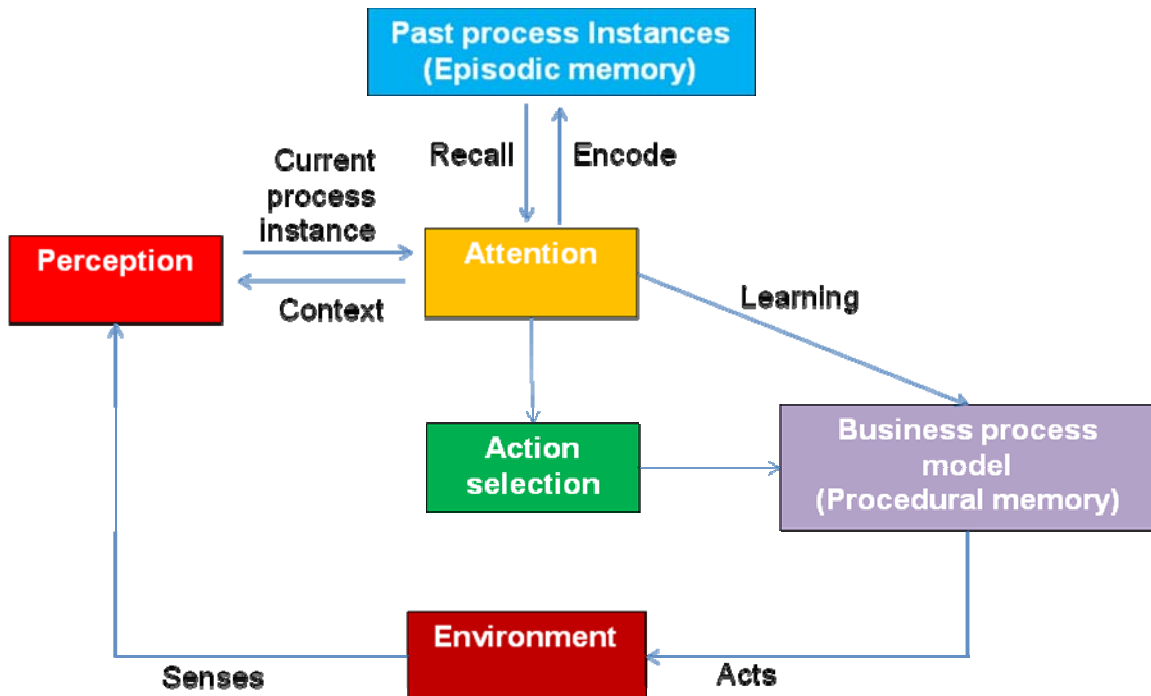 Past process Instances
(Episodic memory)
Recall
Encode
Current
process
instance
Perception
Attention
Context
Learning
Action
selection
Business process
model
(Procedural memory)
Environment
Senses
Acts